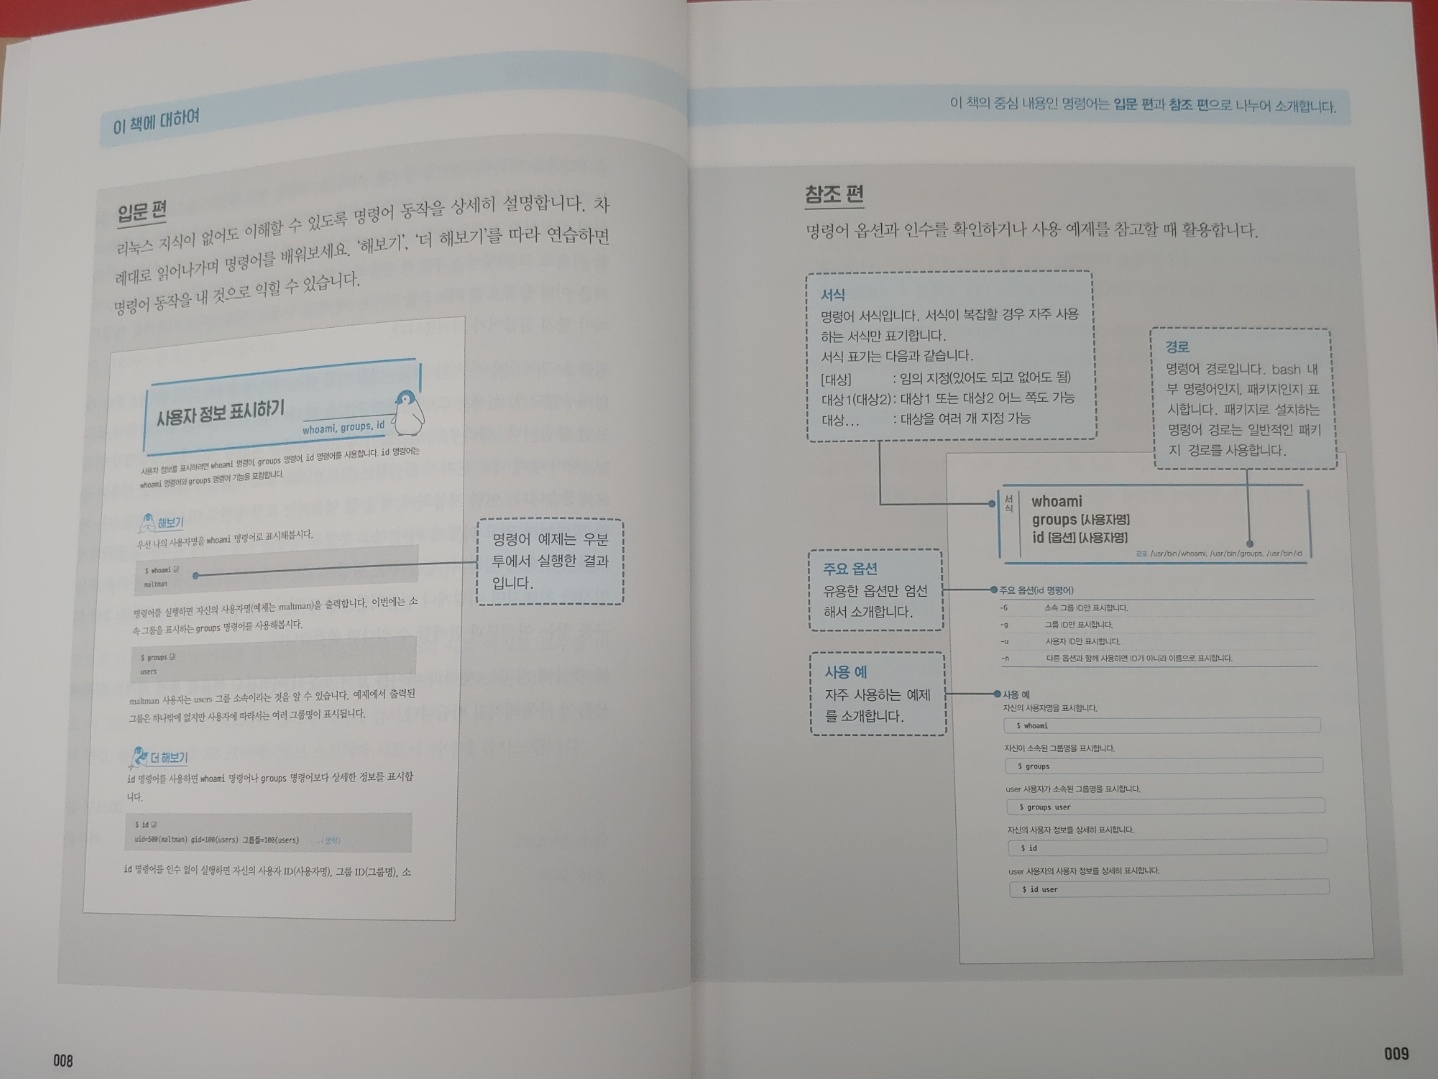 이 책에 대하여
입문 편
리눅스 지식이 없어도 이해할 수 있도록 명령어 동작을 상세히 설명합니다. 차
례대로 읽어나가며 명령어를 배워보세요. ‘해보기’, ‘더 해보기’를 따라 연습하면
명령어 동작을 내 것으로 익힐 수 있습니다.
사용자 정보 표시하기
whoami, groups, id
사용자 정보를 표시하려면 whoami 명령어, groups 명령어, id 명령어를 사용합니다. id 명령어는
whoami 명령어와 groups 명령어 기능을 포함합니다.
해보기
우선 나의 사용자명을 whoami 명령어로 표시해봅시다.
$ whoami
maltman
명령어 예제는 우분
투에서 실행한 결과
입니다.
명령어를 실행하면 자신의 사용자명(예제는 maltman)을 출력합니다. 이번에는 소
속 그룹을 표시하는 groups 명령어를 사용해봅시다.
$ groups
users
maltman 사용자는 users 그룹 소속이라는 것을 알 수 있습니다. 예제에서 출력된
그룹은 하나밖에 없지만 사용자에 따라서는 여러 그룹명이 표시됩니다.
더 해보기
id 명령어를 사용하면 whoami 명령어나 groups 명령어보다 상세한 정보를 표시합
니다.
$ id
uid=500(maltman) gid=100(users) 그룹들=100(users)
id 명령어를 인수 없이 실행하면 자신의 사용자 ID(사용자명), 그룹 ID(그룹명), 소
008
이 책의 중심 내용인 명령어는 입문 편과 참조 편으로 나누어 소개합니다.
참조 편
명령어 옵션과 인수를 확인하거나 사용 예제를 참고할 때 활용합니다.
서식
명령어 서식입니다. 서식이 복잡할 경우 자주 사용
하는 서식만 표기합니다.
서식 표기는 다음과 같습니다.
[대상] : 임의 지정(있어도 되고 없어도 됨)
대상1(대상2) : 대상1 또는 대상2 어느 쪽도 가능
대상... : 대상을 여러 개 지정 가능
경로
명령어 경로입니다. bash 내
부 명령어인지, 패키지인지 표
시합니다. 패키지로 설치하는
명령어 경로는 일반적인 패키
지 경로를 사용합니다.
서식
whoami
groups [사용자명]
id [옵션] [사용자명]
경로 /usr/bin/whoami, /usr/bin/groups, /usr/bin/id
주요 옵션
유용한 옵션만 엄선
해서 소개합니다.
주요 옵션(id 명령어)
-G 소속 그룹 ID만 표시합니다.
-g 그룹 ID만 표시합니다.
-u 사용자 ID만 표시합니다.
-n 다른 옵션과 함께 사용하면 ID가 아니라 이름으로 표시합니다.
사용 예
자주 사용하는 예제
를 소개합니다.
사용 예
자신의 사용자명을 표시합니다.
$ whoami
자신이 소속된 그룹명을 표시합니다.
$ groups
user 사용자가 소속된 그룹명을 표시합니다.
$ groups user
자신의 사용자 정보를 상세히 표시합니다.
$ id
user 사용자의 사용자 정보를 상세히 표시합니다.
$ id user
009